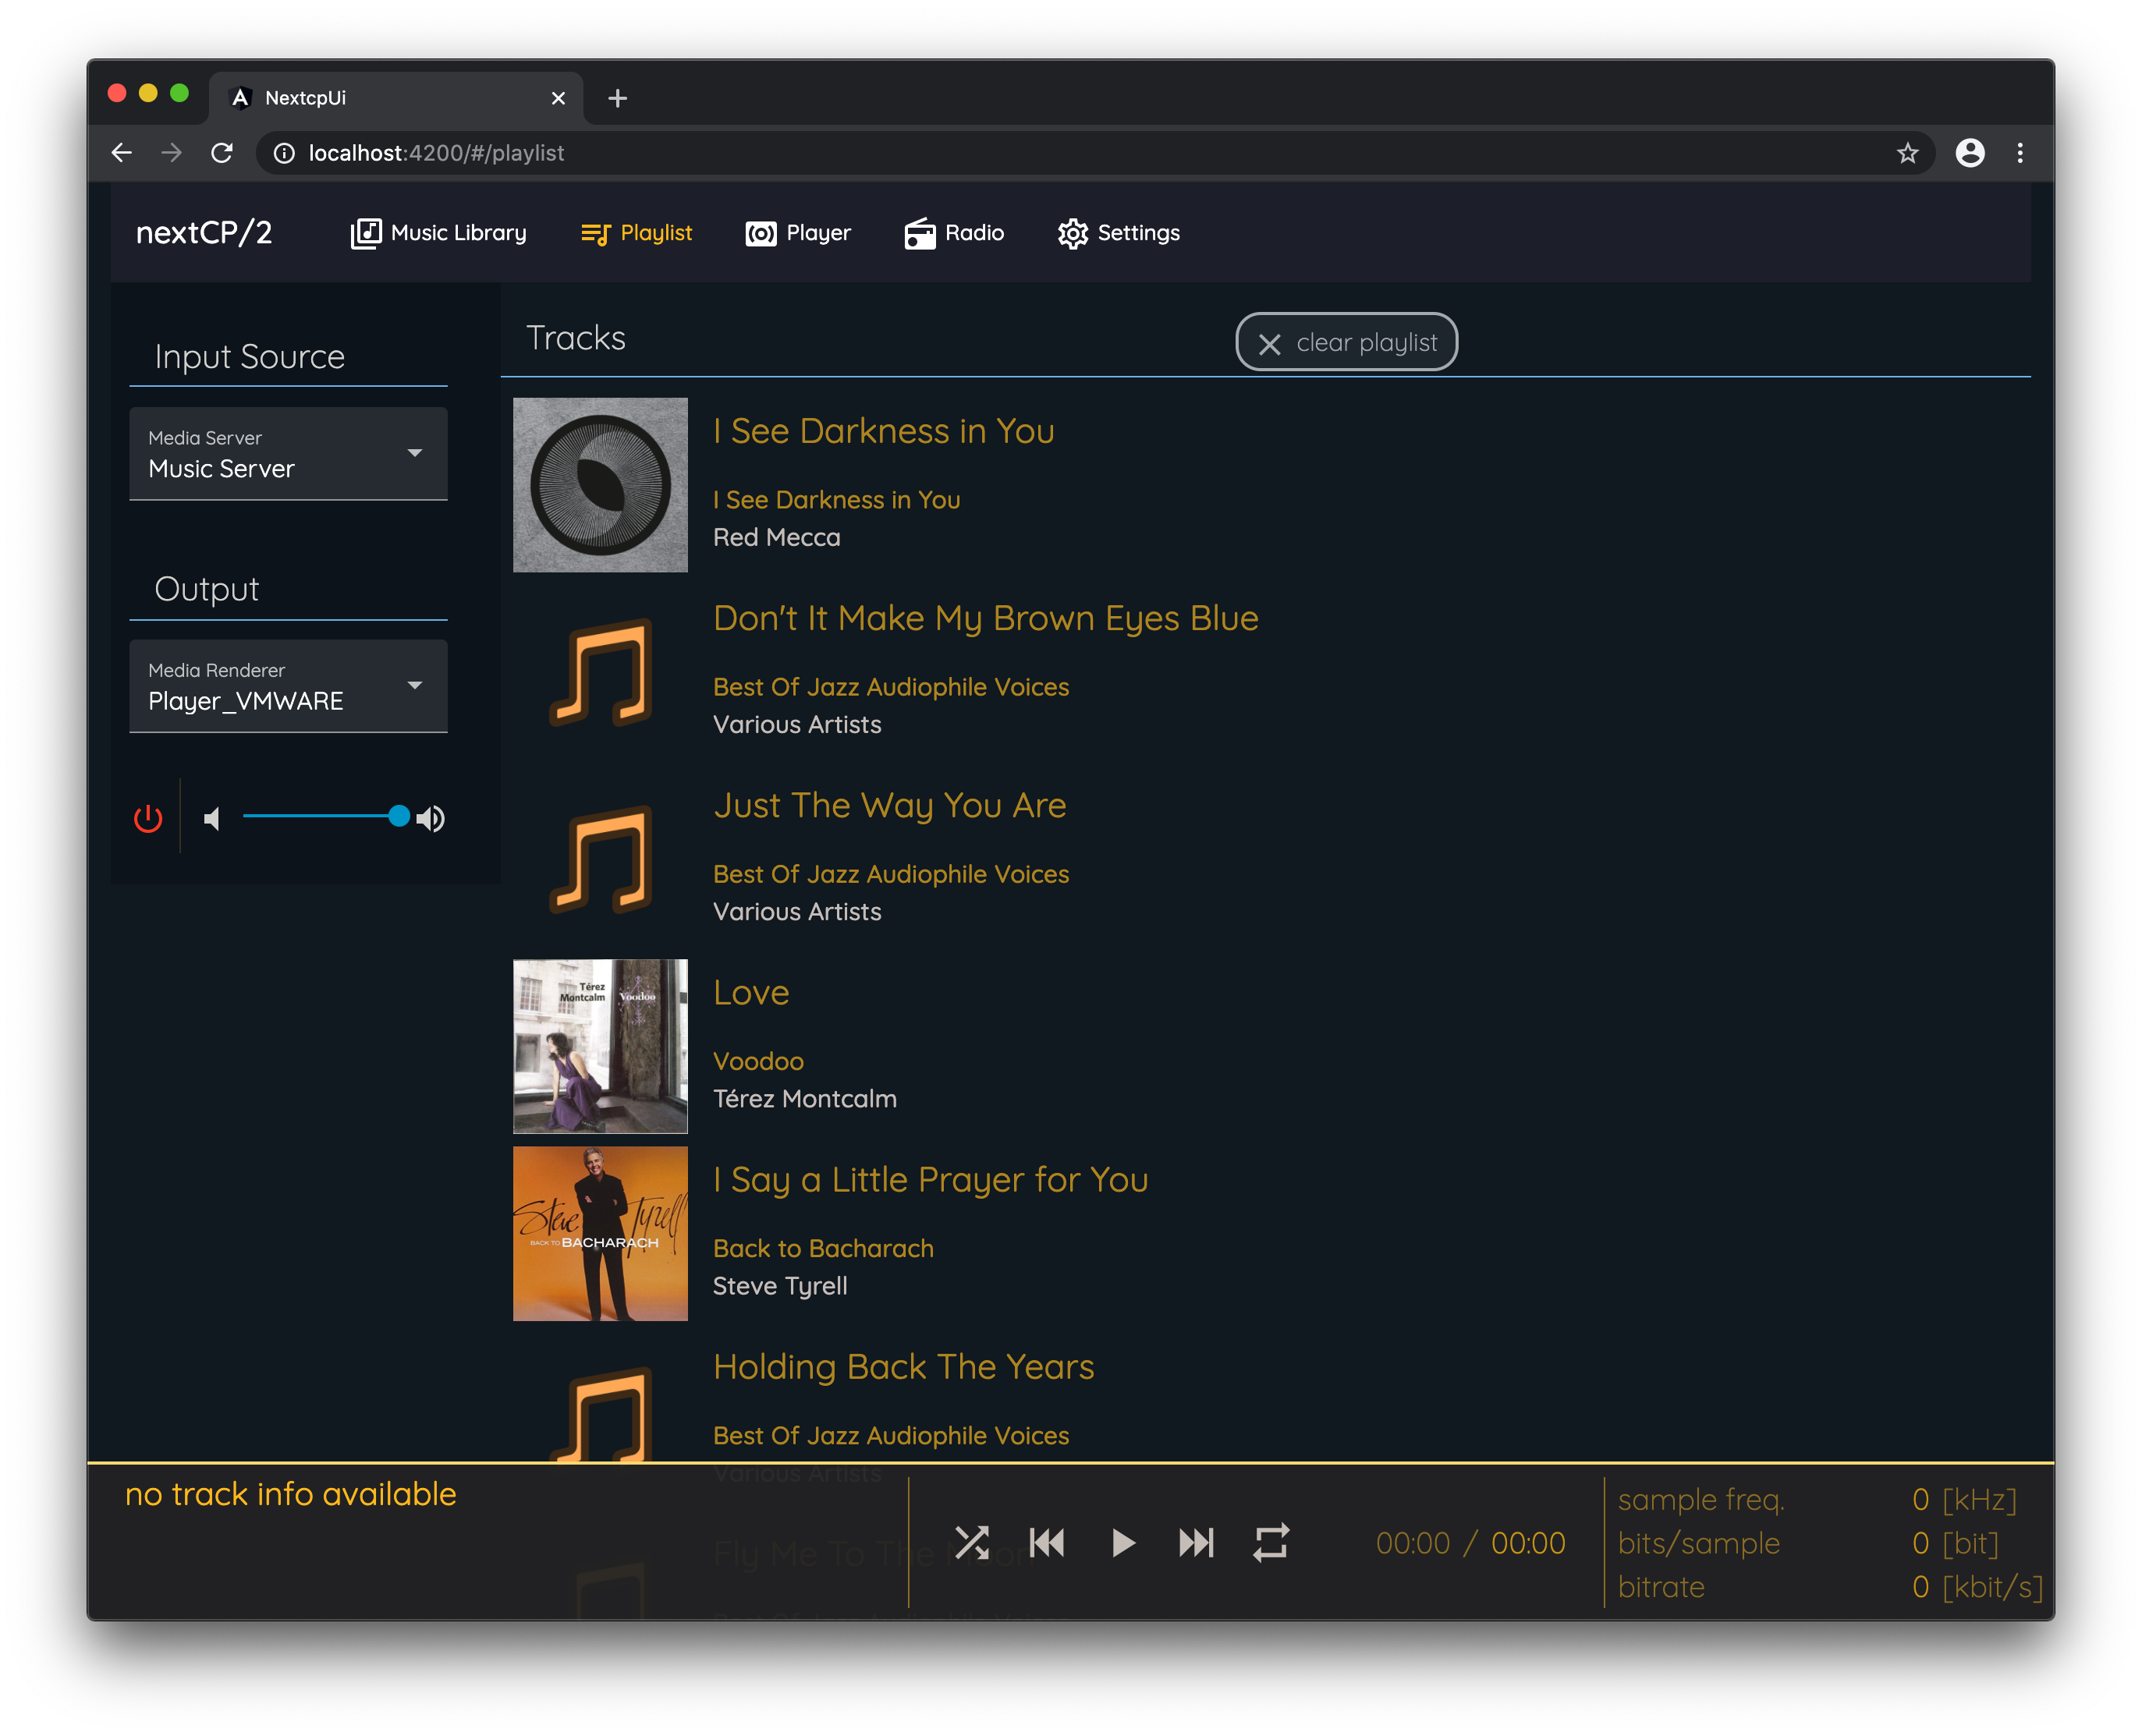 NextcpUi
localhost:4200/#/playlist
nextCP/2
Music Library
Playlist
Player
Radio
Settings
Input Source
Media Server
Music Server
Output
Media Renderer
Player_VMWARE
Tracks
clear playlist
I See Darkness in You
I See Darkness in You
Red Mecca
Don't It Make My Brown Eyes Blue
Best Of Jazz Audiophile Voices
Various Artists
Just The Way You Are
Best Of Jazz Audiophile Voices
Various Artists
Térez
Montcalm
Voodoo
Love
Voodoo
Térez Montcalm
Steve Tyrell
BACK TO BACHARACH
I Say a Little Prayer for You
Back to Bacharach
Steve Tyrell
Holding Back The Years
Best Of Jazz Audiophile Voices
Various Artists
Fly Me To The Moon
Best Of Jazz Audiophile Voices
no track info available
00:00 / 00:00
sample freq. 0 [kHz]
bits/sample 0 [bit]
bitrate 0 [kbit/s]